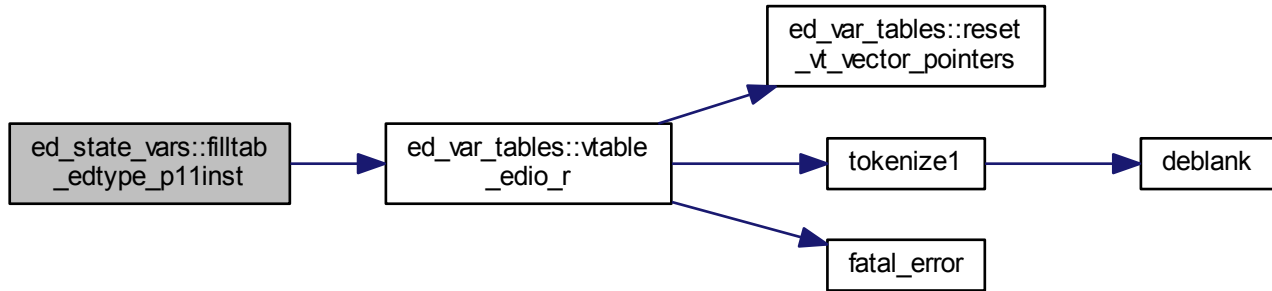 ed_var_tables::reset
_vt_vector_pointers
ed_state_vars::filltab
_edtype_p11inst
ed_var_tables::vtable
_edio_r
tokenize1
deblank
fatal_error